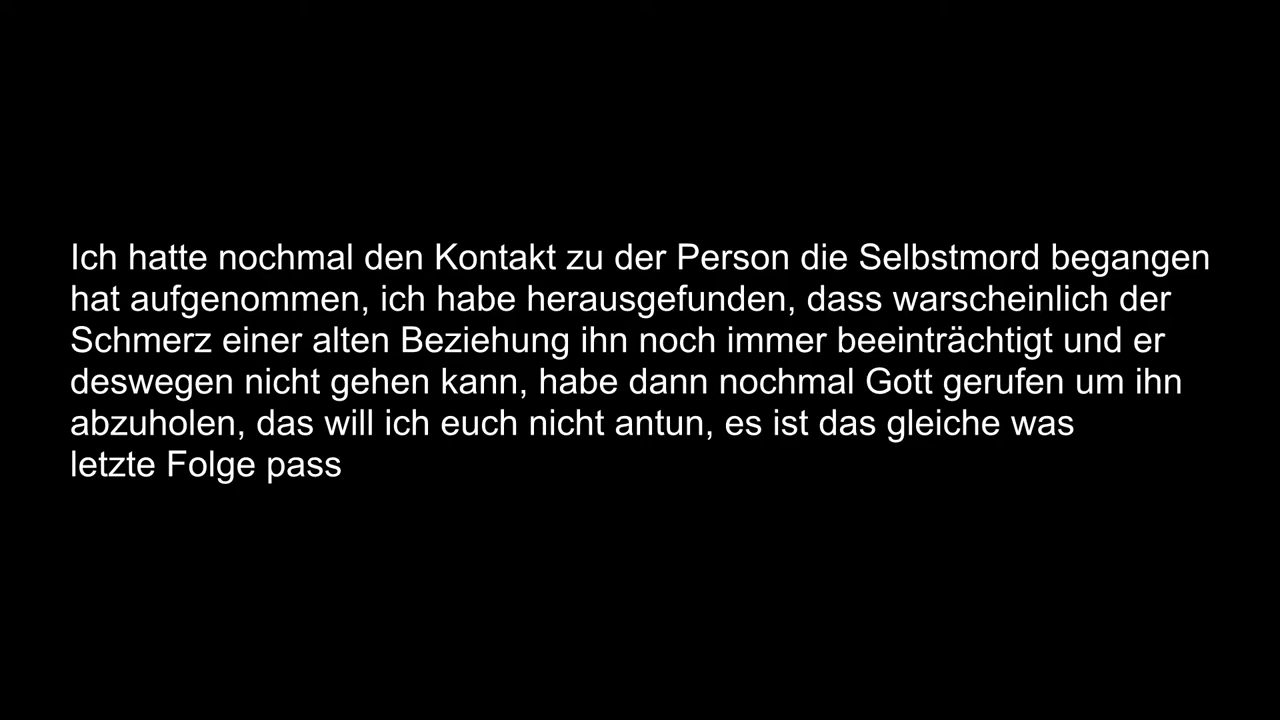 Ich hatte nochmal den Kontakt zu der Person die Selbstmord begangen
hat aufgenommen, ich habe herausgefunden, dass warscheinlich der
Schmerz einer alten Beziehung ihn noch immer beeinträchtigt und er
deswegen nicht gehen kann, habe dann nochmal Gott gerufen um ihn
abzuholen, das will ich euch nicht antun, es ist das gleiche was
letzte Folge pass